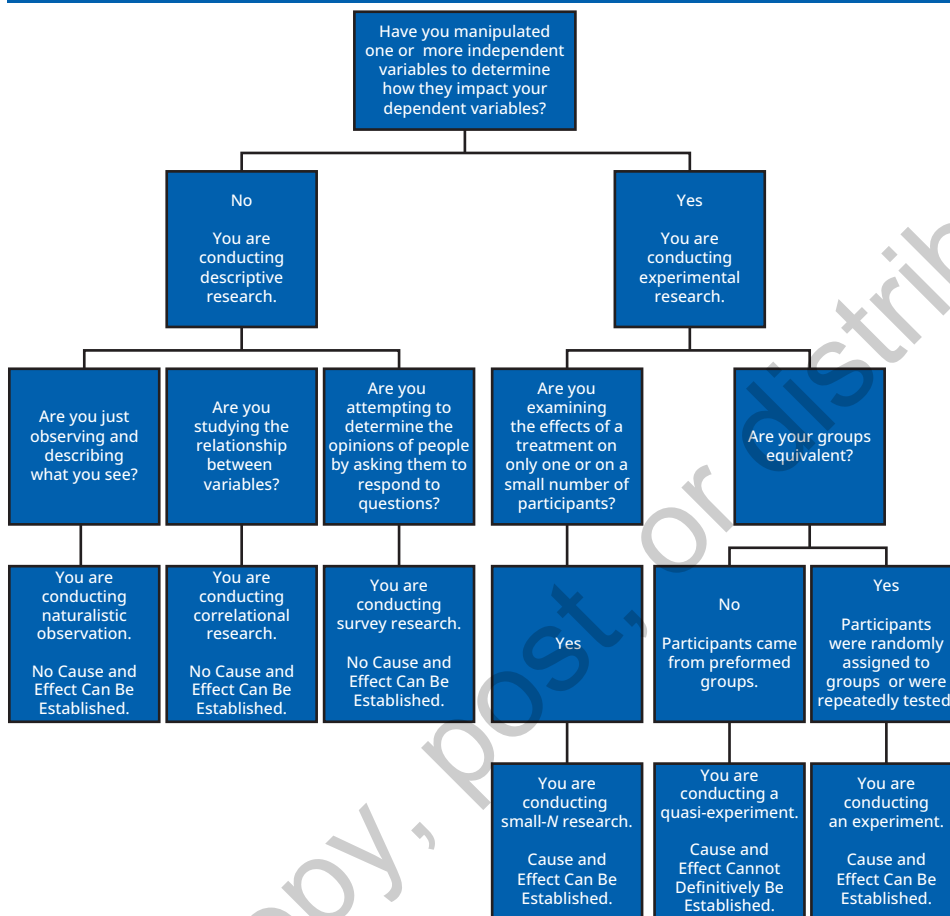 Have you manipulated
one or more independent
variables to determine
how they impact your
dependent variables?
No
You are
conducting
descriptive
research.
Yes
You are
conducting
experimental
research.
Are you just
observing and
describing
what you see?
Are you
studying the
relationship
between
variables?
Are you
attempting to
determine the
opinions of people
by asking them to
respond to
questions?
Are you
examining
the effects of a
treatment on
only one or on a
small number of
participants?
Are your groups
equivalent?
You are
conducting
naturalistic
observation.
No Cause and
Effect Can Be
Established.
You are
conducting
correlational
research.
No Cause and
Effect Can Be
Established.
You are
conducting
survey research.
No Cause and
Effect Can Be
Established.
Yes
No
Participants came
from preformed
groups.
Yes
Participants
were randomly
assigned to
groups or were
repeatedly tested
You are
conducting
small-N research.
Cause and
Effect Can Be
Established.
You are
conducting a
quasi-experiment.
Cause and
Effect Cannot
Definitively Be
Established.
You are
conducting
an experiment.
Cause and
Effect Can Be
Established.
post, or